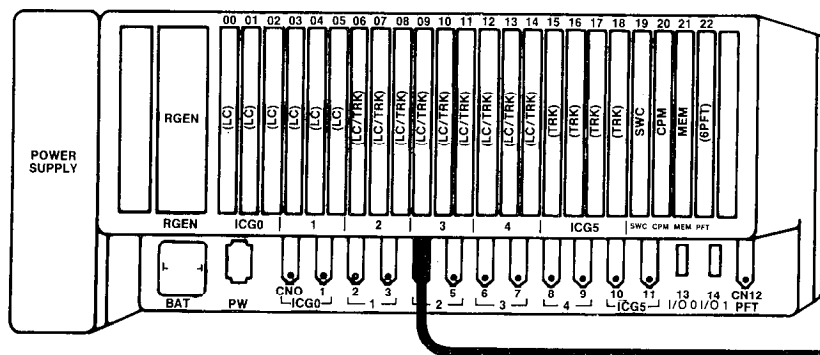 00 01 02 03 04 05 06 07 08 09 10 11 12 13 14 15 16 17 18 19 20 21 22
POWER SUPPLY
RGEN
(LC) (LC) (LC) (LC) (LC) (LC) (LC/TRK) (LC/TRK) (LC/TRK) (LC/TRK) (LC/TRK) (LC/TRK) (LC/TRK) (LC/TRK) (LC/TRK) (TRK) (TRK) (TRK) (TRK) SWC CPM MEM (6PFT)
RGEN ICG0 1 2 3 4 ICG5 SWC CPM MEM PFT
BAT PW
CN0 1 2 3 5 6 7 8 9 10 11 13 14 CN12
ICG0 1 2 3 4 ICG5 I/O 0 I/O 1 PFT